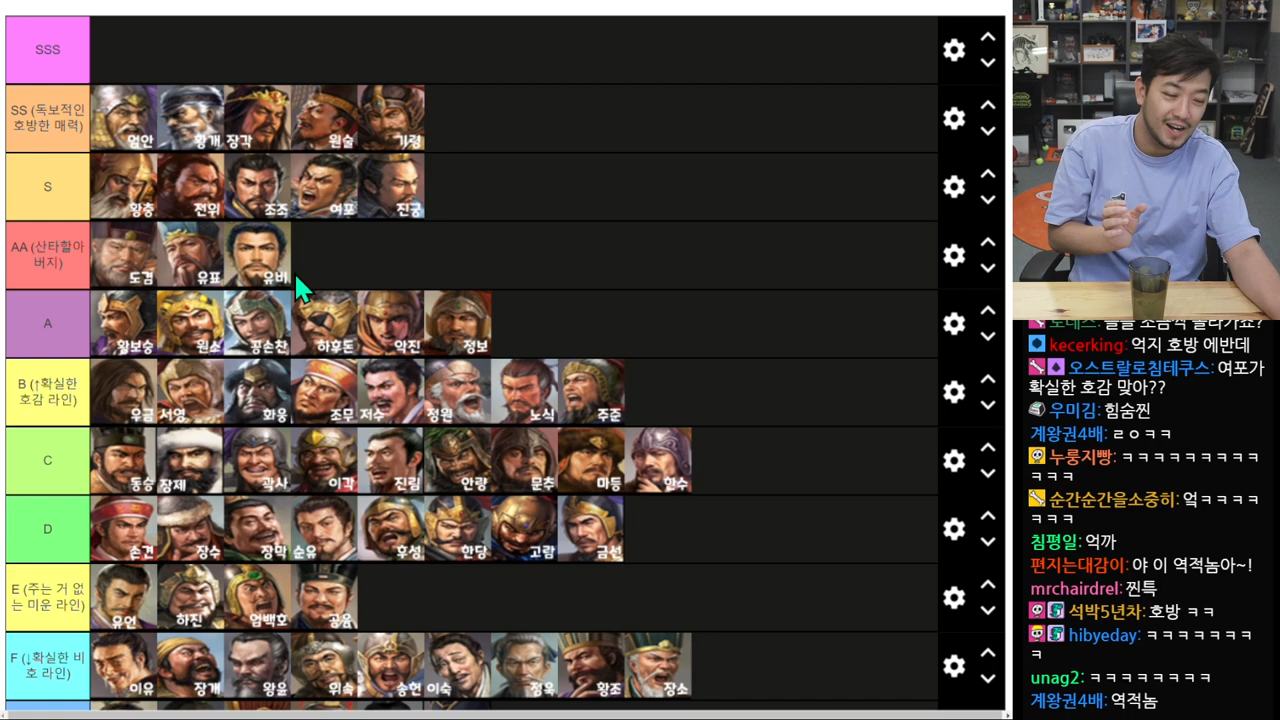 SSS
SS (독보적인
호방한 매력)
엄안 황개 장각 원술 기령
S
황충 전위 조조 여포 진궁
AA (산타할아
버지)
도겸 유표 유비
A
왕보승 원소 공손찬 하후돈 악진 정보
B (↑확실한
호감 라인)
우금 서영 화웅 조무 저수 정원 노식 주준
C
동승 장제 곽사 이각 진림 안량 문추 마등 한수
D
손견 장수 장막 순유 후성 한당 고람 금선
E (주는 거 없
는 미운 라인)
유언 하진 엄백호 공융
F (↓확실한 비
호 라인)
이유 장개 왕윤 위속 송헌 이숙 정욱 황조 장소
kecerking: 억지 호방 에반데
오스트랄로침테쿠스: 여포가
확실한 호감 맞아??
우미김: 힘숨찐
계왕권4배: ㄹㅇㅋㅋ
누룽지빵: ㅋㅋㅋㅋㅋㅋㅋㅋㅋ
ㅋㅋㅋ
순간순간을소중히: 억ㅋㅋㅋㅋ
ㅋㅋㅋ
침평일: 억까
편지는대감이: 야 이 역적놈아~!
mrchairdrel: 찐특
석박5년차: 호방 ㅋㅋ
hibyeday: ㅋㅋㅋㅋㅋㅋㅋ
ㅋ
unag2: ㅋㅋㅋㅋㅋㅋㅋㅋ
계왕권4배: 역적놈